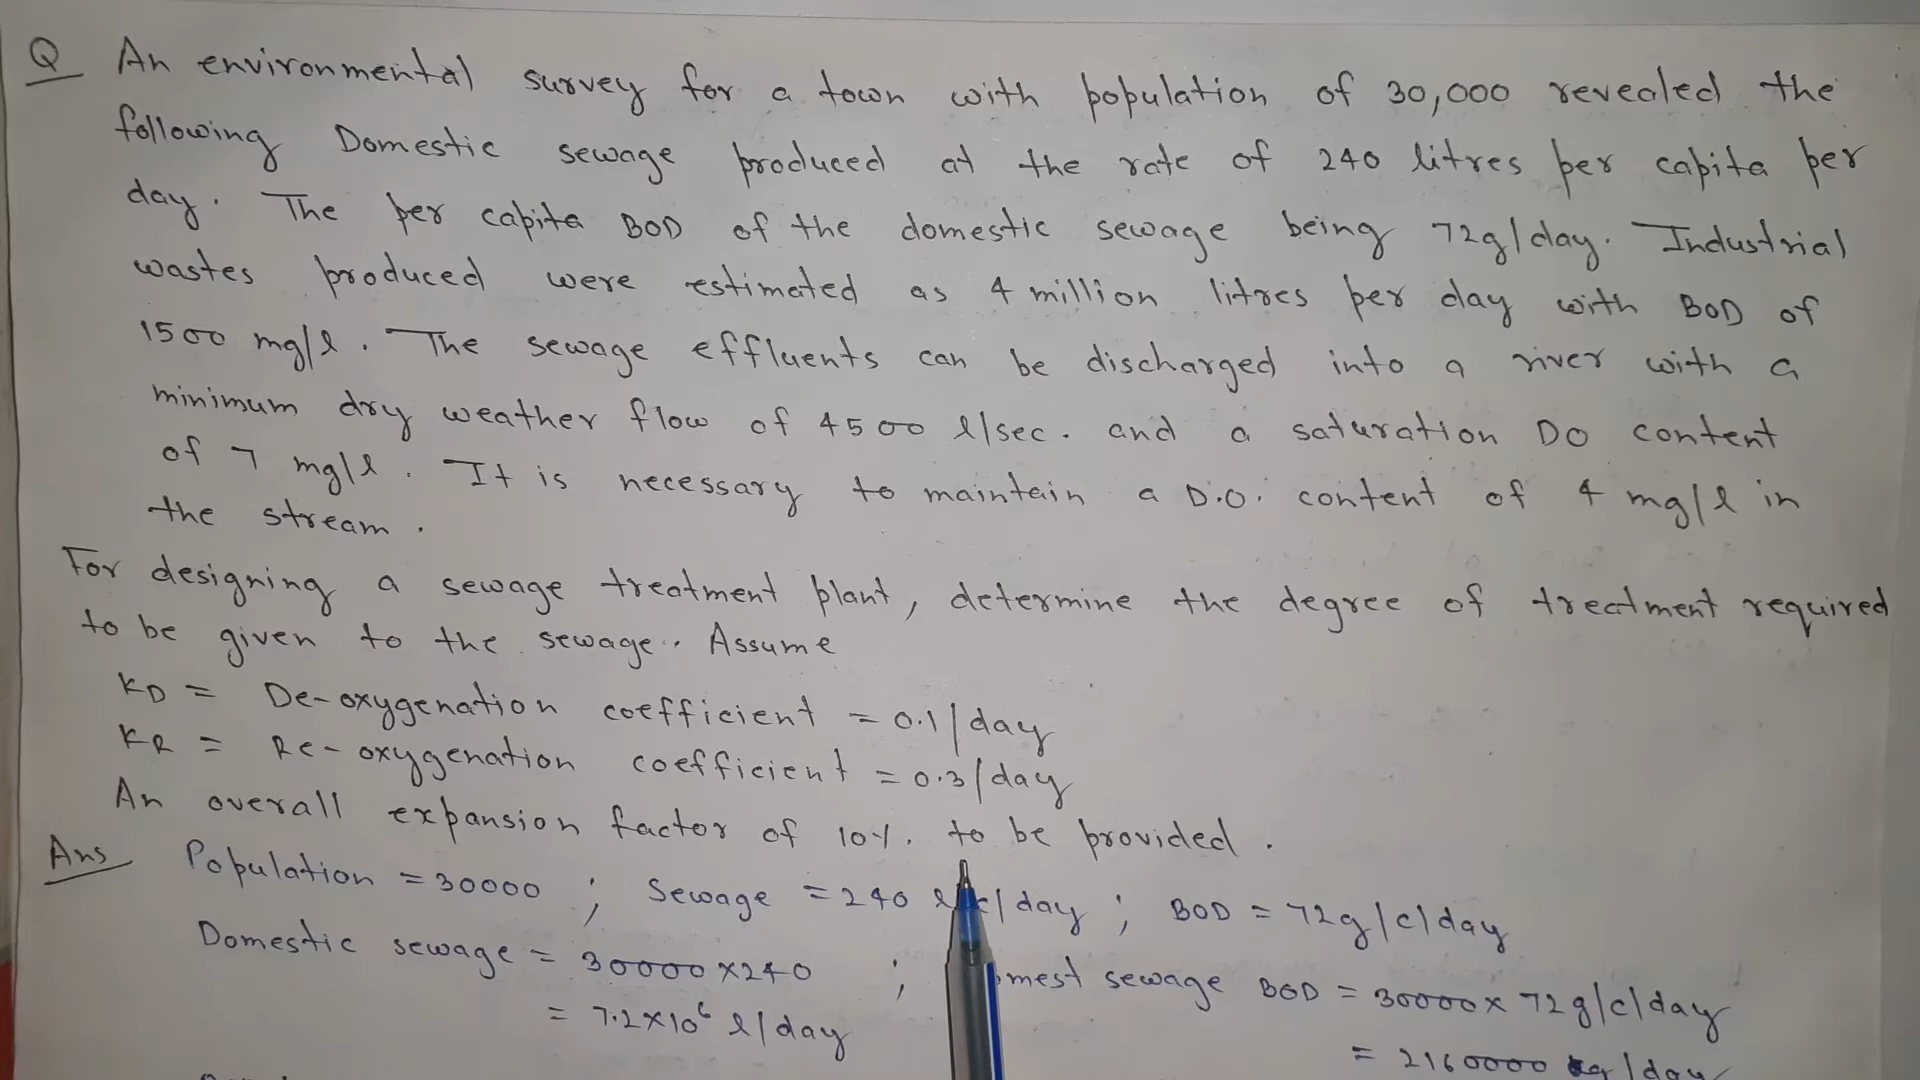 Q An environmental survey for a town with population of 30,000 revealed the
following Domestic sewage produced at the rate of 240 litres per capita per
day. The per capita BOD of the domestic sewage being 72g/day. Industrial
wastes produced were estimated as 4 million litres per day with BOD of
1500 mg/l. The sewage effluents can be discharged into a river with a
minimum dry weather flow of 4500 l/sec. and a saturation DO content
of 7 mg/l. It is necessary to maintain a D.O. content of 4 mg/l in
the stream.
For designing a sewage treatment plant, determine the degree of treatment required
to be given to the sewage. Assume
KD = De-oxygenation coefficient = 0.1/day
KR = Re-oxygenation coefficient = 0.3/day
An overall expansion factor of 10%. to be provided.
Ans Population = 30000 ; Sewage = 240 l/c/day ; BOD = 72g/c/day
Domestic sewage = 30000x240 ; mest sewage BOD = 30000x 72g/c/day
= 7.2x10⁶ l/day
= 2160000 g/day